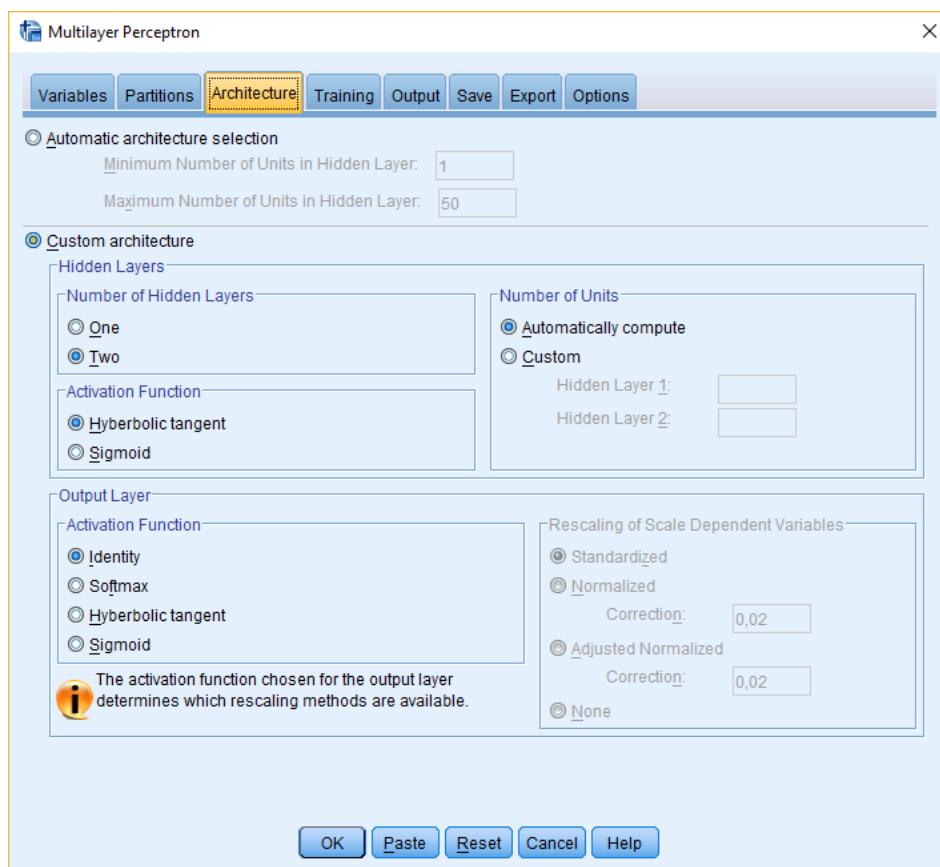 Multilayer Perceptron
Variables Partitions Architecture Training Output Save Export Options
Automatic architecture selection
Minimum Number of Units in Hidden Layer: 1
Maximum Number of Units in Hidden Layer: 50
Custom architecture
Hidden Layers
Number of Hidden Layers
One
Two
Activation Function
Hyberbolic tangent
Sigmoid
Number of Units
Automatically compute
Custom
Hidden Layer 1:
Hidden Layer 2:
Output Layer
Activation Function
Identity
Softmax
Hyberbolic tangent
Sigmoid
The activation function chosen for the output layer
determines which rescaling methods are available.
Rescaling of Scale Dependent Variables
Standardized
Normalized
Correction: 0,02
Adjusted Normalized
Correction: 0,02
None
OK Paste Reset Cancel Help